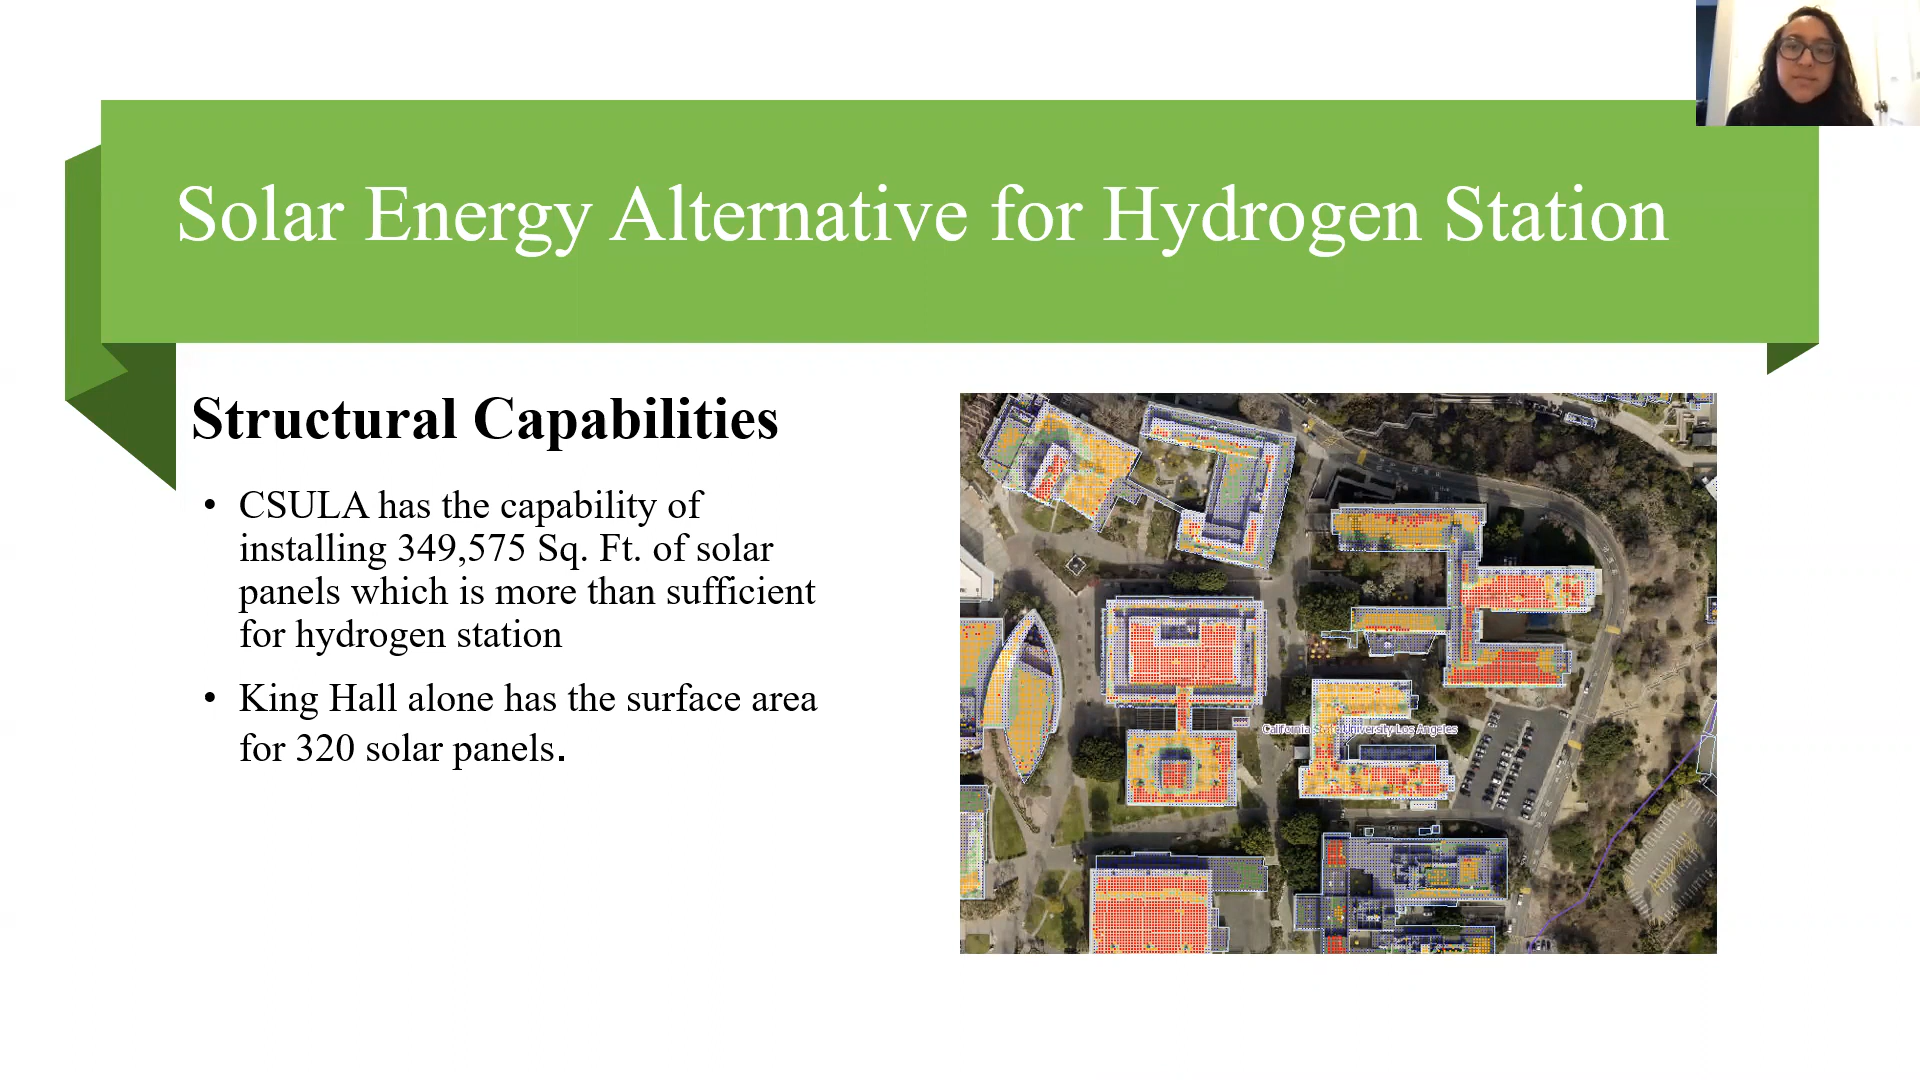 Solar Energy Alternative for Hydrogen Station
Structural Capabilities
• CSULA has the capability of
installing 349,575 Sq. Ft. of solar
panels which is more than sufficient
for hydrogen station
• King Hall alone has the surface area
for 320 solar panels.
California State University-Los Angeles